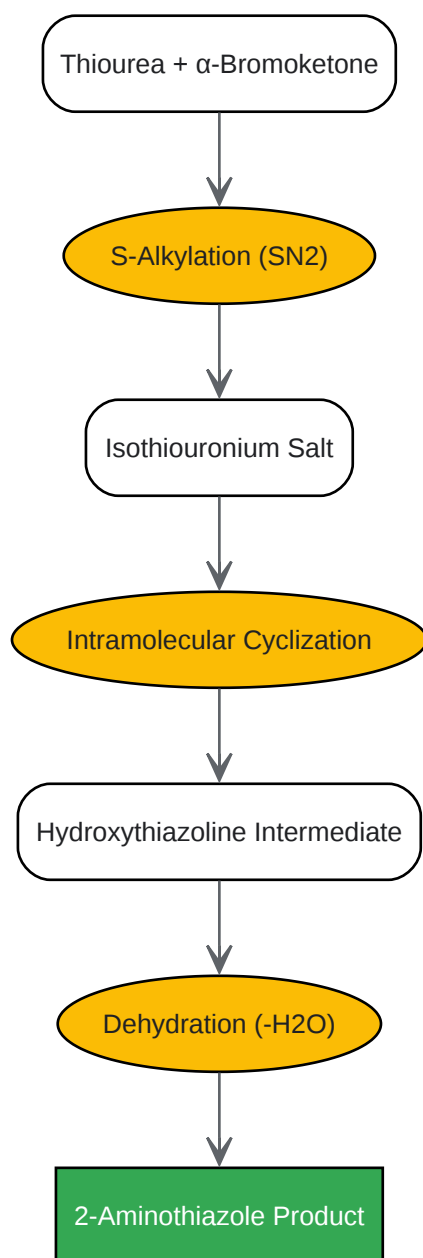 Thiourea + α-Bromoketone
S-Alkylation (SN2)
Isothiouronium Salt
Intramolecular Cyclization
Hydroxythiazoline Intermediate
Dehydration (-H2O)
2-Aminothiazole Product